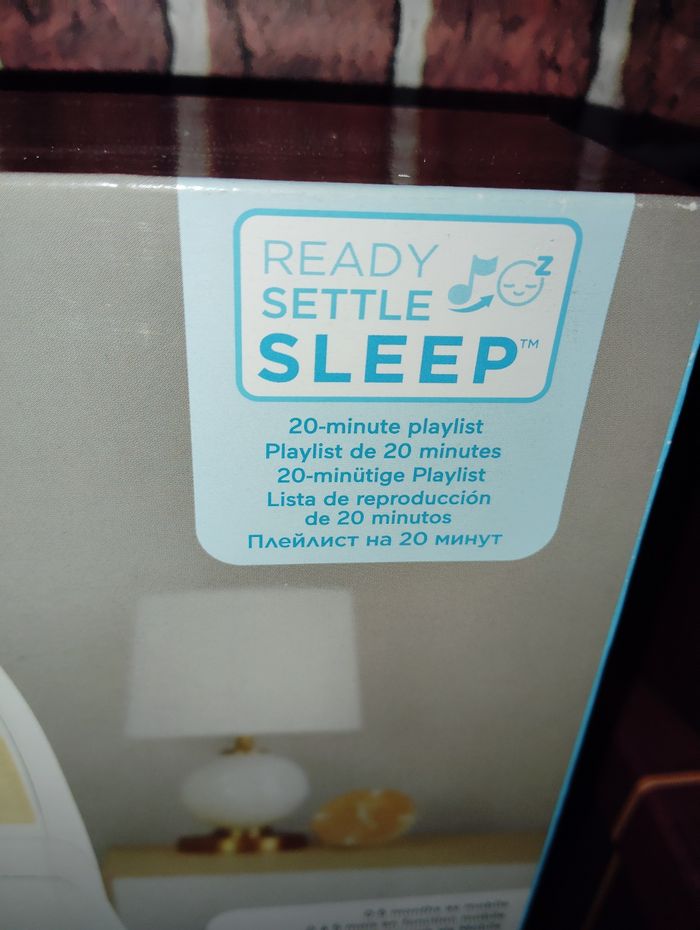 READY
SETTLE
SLEEP™
20-minute playlist
Playlist de 20 minutes
20-minütige Playlist
Lista de reproducción
de 20 minutos
Плейлист на 20 минут